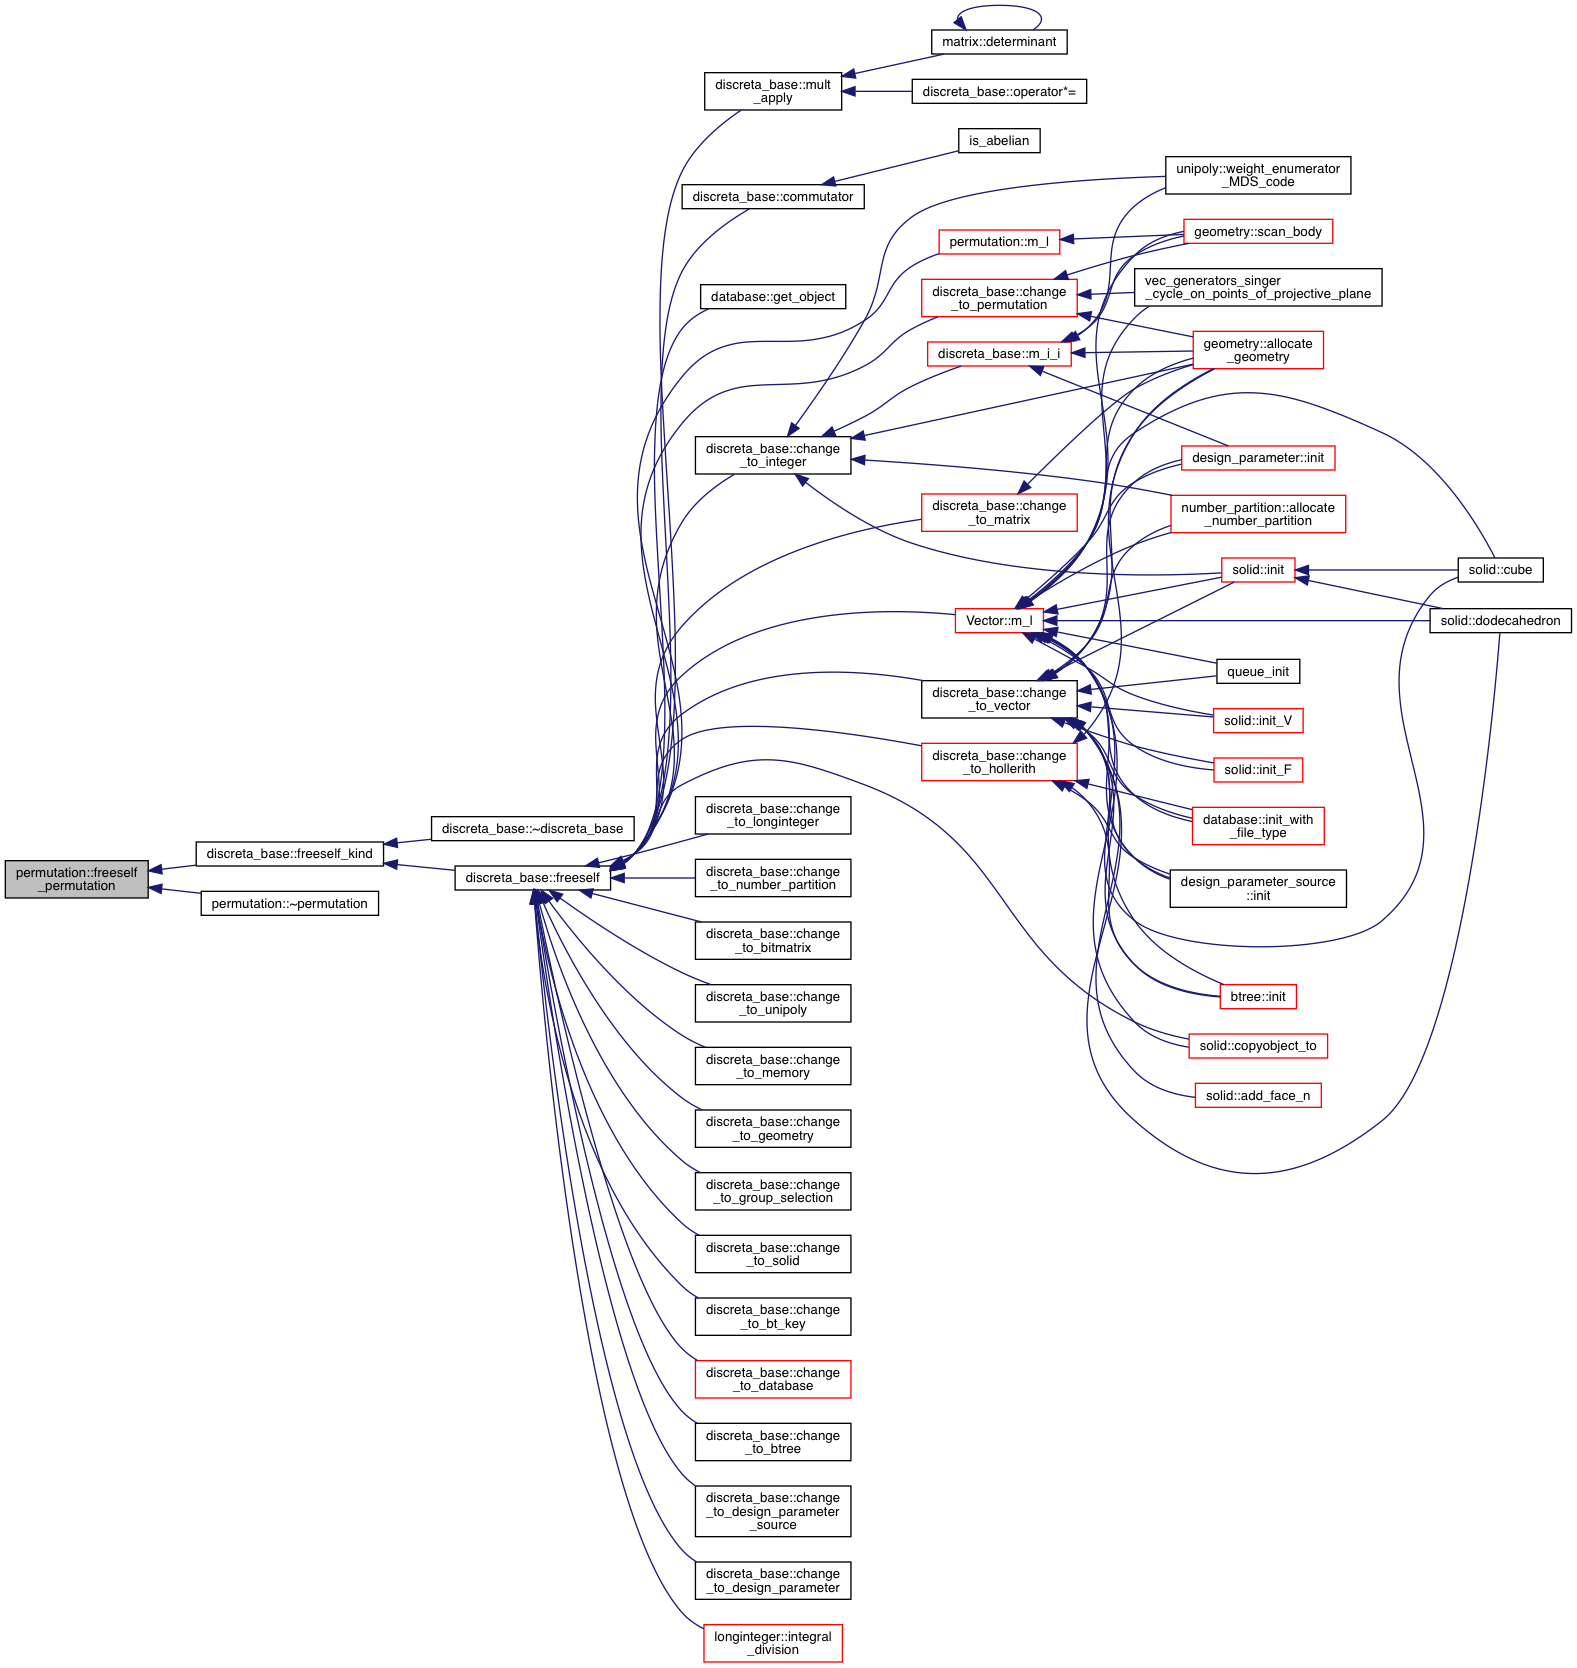 permutation::freeself
_permutation
discreta_base::freeself_kind
permutation::~permutation
discreta_base::~discreta_base
discreta_base::freeself
discreta_base::mult
_apply
discreta_base::commutator
database::get_object
discreta_base::change
_to_integer
discreta_base::change
_to_longinteger
discreta_base::change
_to_number_partition
discreta_base::change
_to_bitmatrix
discreta_base::change
_to_unipoly
discreta_base::change
_to_memory
discreta_base::change
_to_geometry
discreta_base::change
_to_group_selection
discreta_base::change
_to_solid
discreta_base::change
_to_bt_key
discreta_base::change
_to_database
discreta_base::change
_to_btree
discreta_base::change
_to_design_parameter
_source
discreta_base::change
_to_design_parameter
longinteger::integral
_division
matrix::determinant
discreta_base::operator*=
is_abelian
permutation::m_l
discreta_base::change
_to_permutation
discreta_base::m_i_i
discreta_base::change
_to_matrix
Vector::m_l
discreta_base::change
_to_vector
discreta_base::change
_to_hollerith
unipoly::weight_enumerator
_MDS_code
geometry::scan_body
vec_generators_singer
_cycle_on_points_of_projective_plane
geometry::allocate
_geometry
design_parameter::init
number_partition::allocate
_number_partition
solid::init
queue_init
solid::init_V
solid::init_F
database::init_with
_file_type
design_parameter_source
::init
btree::init
solid::copyobject_to
solid::add_face_n
solid::cube
solid::dodecahedron